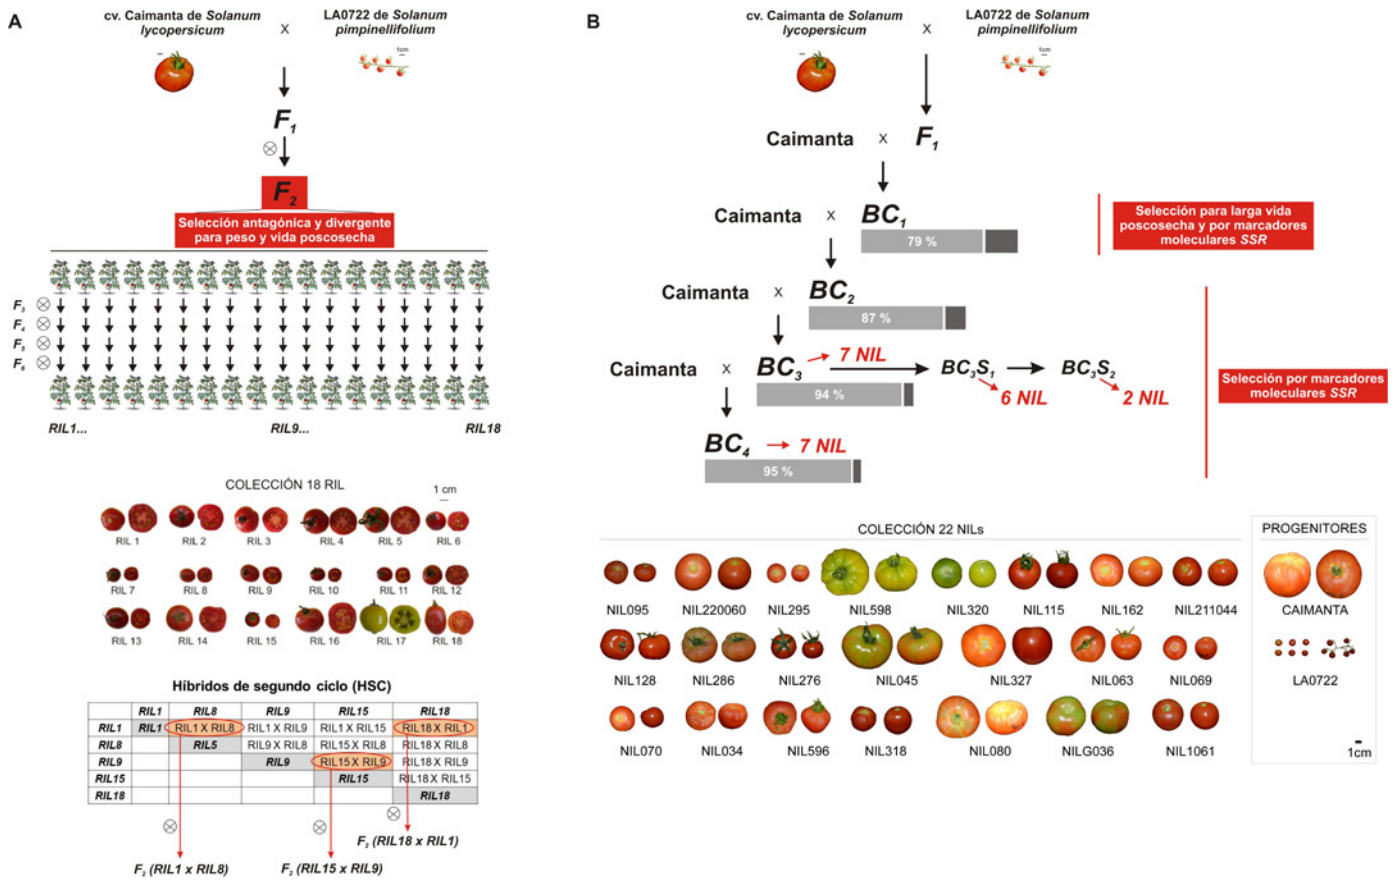 A
cv. Caimanta de Solanum lycopersicum
X
LA0722 de Solanum pimpinellifolium
1cm
F1
F2
Selección antagónica y divergente
para peso y vida poscosecha
F3
F4
F5
F6
RIL1...
RIL9...
RIL18
COLECCIÓN 18 RIL
1 cm
RIL 1 RIL 2 RIL 3 RIL 4 RIL 5 RIL 6
RIL 7 RIL 8 RIL 9 RIL 10 RIL 11 RIL 12
RIL 13 RIL 14 RIL 15 RIL 16 RIL 17 RIL 18
Híbridos de segundo ciclo (HSC)
RIL1 RIL8 RIL9 RIL15 RIL18
RIL1 RIL1 RIL1 X RIL8 RIL1 X RIL9 RIL1 X RIL15 RIL18 X RIL1
RIL8 RIL5 RIL9 X RIL8 RIL15 X RIL8 RIL18 X RIL8
RIL9 RIL9 RIL15 X RIL9 RIL18 X RIL9
RIL15 RIL15 RIL18 X RIL15
RIL18 RIL18
F2 (RIL18 x RIL1)
F2 (RIL1 x RIL8)
F2 (RIL15 x RIL9)
B
cv. Caimanta de Solanum lycopersicum
X
LA0722 de Solanum pimpinellifolium
1cm
Caimanta X F1
Caimanta X BC1
79 %
Selección para larga vida
poscosecha y por marcadores
moleculares SSR
Caimanta X BC2
87 %
Caimanta X BC3 7 NIL BC3S1 BC3S2
94 %
6 NIL 2 NIL
Selección por marcadores
moleculares SSR
BC4 7 NIL
95 %
COLECCIÓN 22 NILs
NIL095 NIL220060 NIL295 NIL598 NIL320 NIL115 NIL162 NIL211044
NIL128 NIL286 NIL276 NIL045 NIL327 NIL063 NIL069
NIL070 NIL034 NIL596 NIL318 NIL080 NILG036 NIL1061
PROGENITORES
CAIMANTA
LA0722
1cm